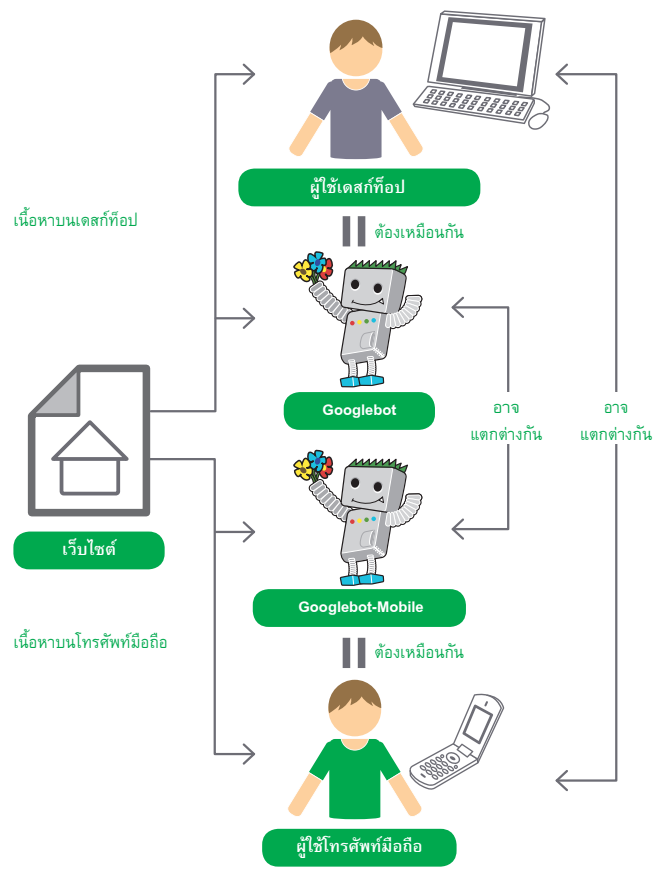 ผู้ใช้เดสก์ท็อป
เนื้อหาบนเดสก์ท็อป
ต้องเหมือนกัน
Googlebot
อาจ
แตกต่างกัน
อาจ
แตกต่างกัน
เว็บไซต์
Googlebot-Mobile
เนื้อหาบนโทรศัพท์มือถือ
ต้องเหมือนกัน
ผู้ใช้โทรศัพท์มือถือ